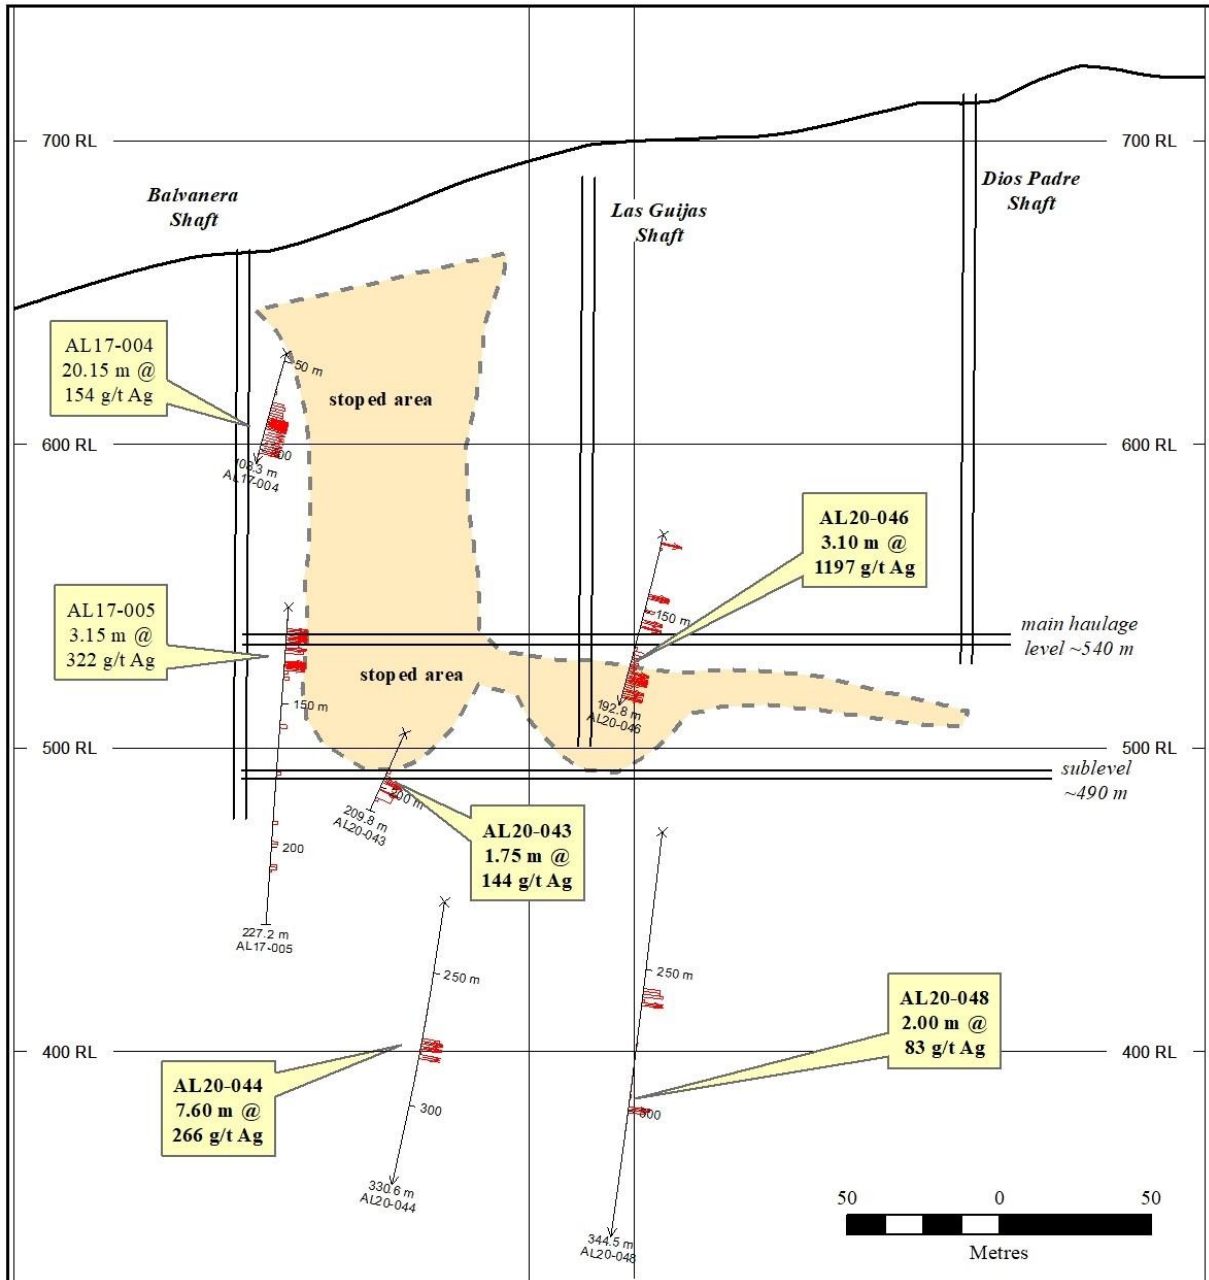 700 RL
700 RL
Balvanera
Shaft
Las Guijas
Shaft
Dios Padre
Shaft
AL17-004
20.15 m @
154 g/t Ag
50 m
stoped area
600 RL
600 RL
100
103.3 m
AL17-004
AL20-046
3.10 m @
1197 g/t Ag
AL17-005
3.15 m @
322 g/t Ag
150 m
main haulage
level ~540 m
stoped area
150 m
192.8 m
AL20-046
500 RL
500 RL
sublevel
~490 m
200 m
209.8 m
AL20-043
AL20-043
1.75 m @
144 g/t Ag
200
227.2 m
AL17-005
250 m
250 m
AL20-048
2.00 m @
83 g/t Ag
400 RL
400 RL
AL20-044
7.60 m @
266 g/t Ag
300
300
330.6 m
AL20-044
344.5 m
AL20-048
50
0
50
Metres